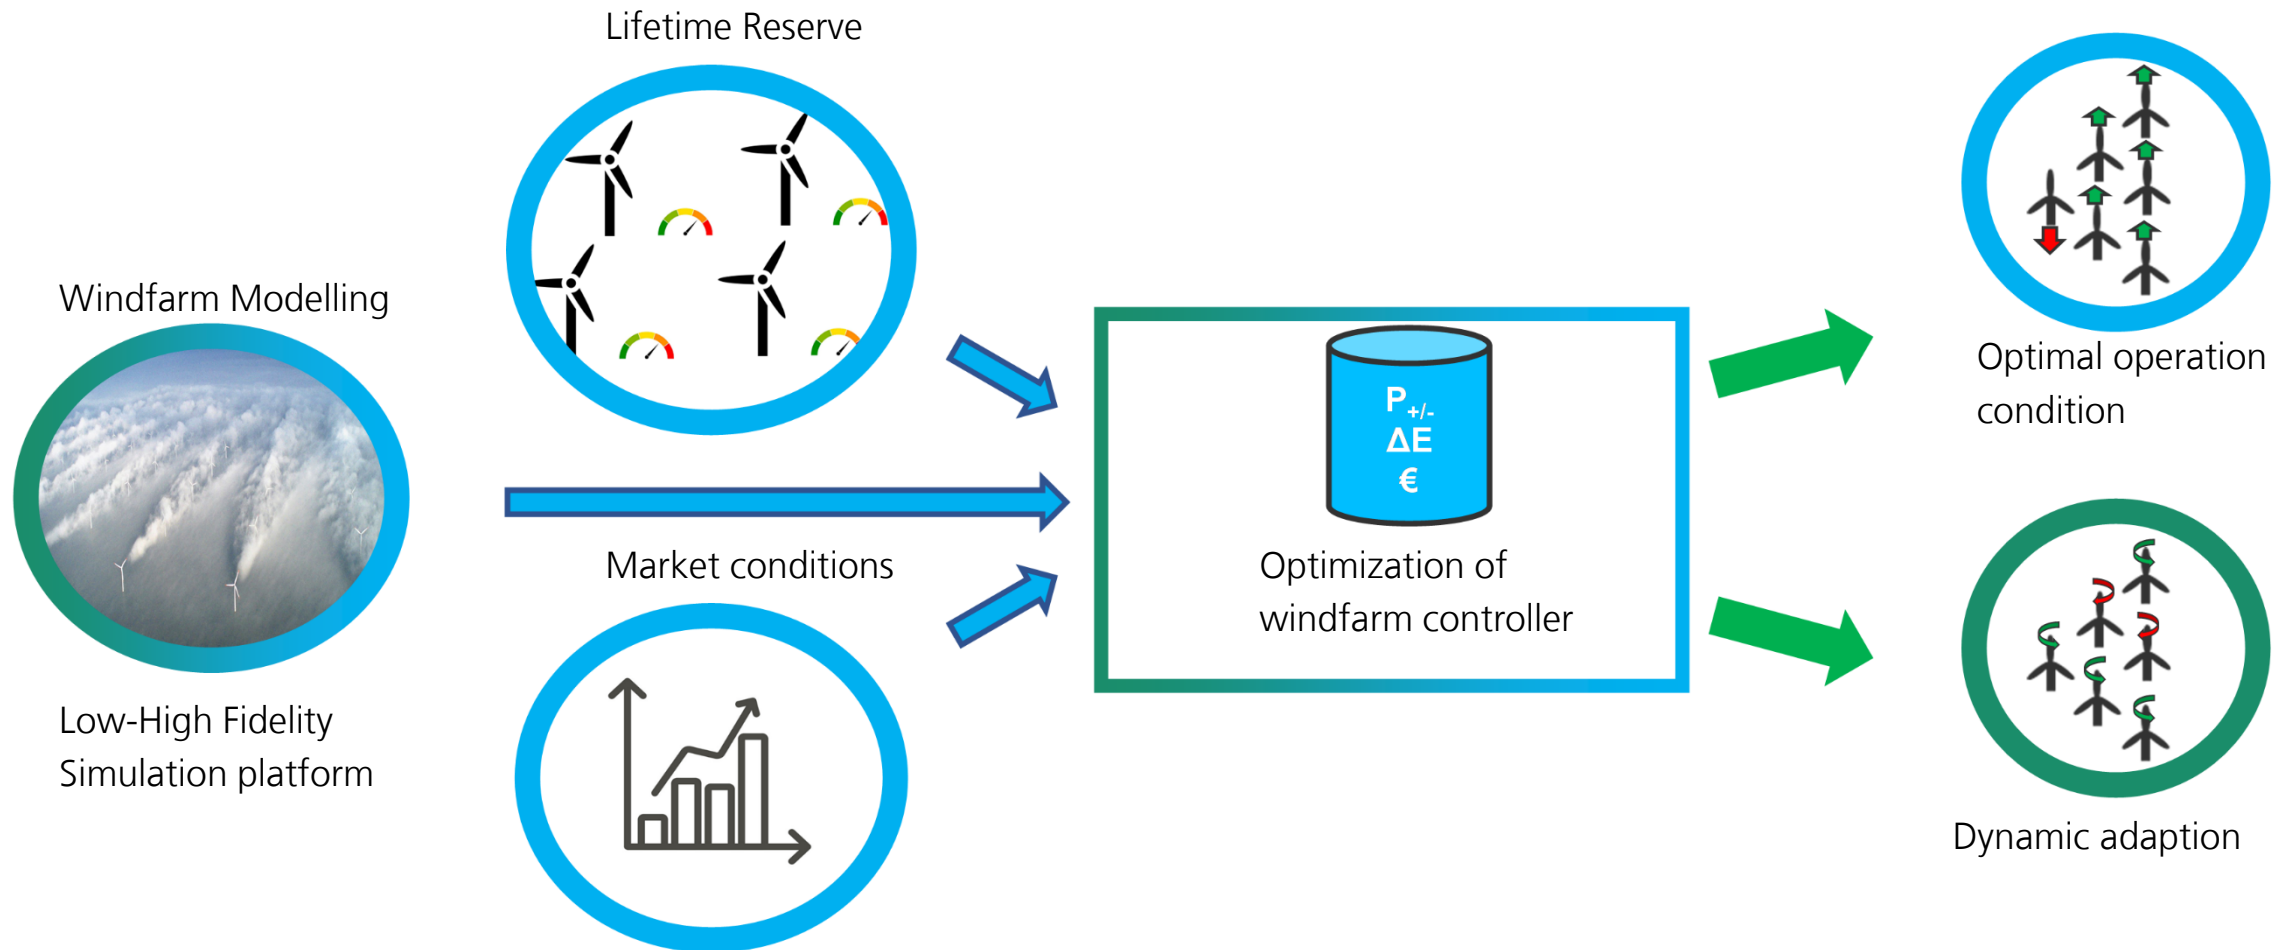 Lifetime Reserve
Windfarm Modelling
Low-High Fidelity
Simulation platform
Market conditions
P+/-
ΔE
€
Optimization of
windfarm controller
Optimal operation
condition
Dynamic adaption